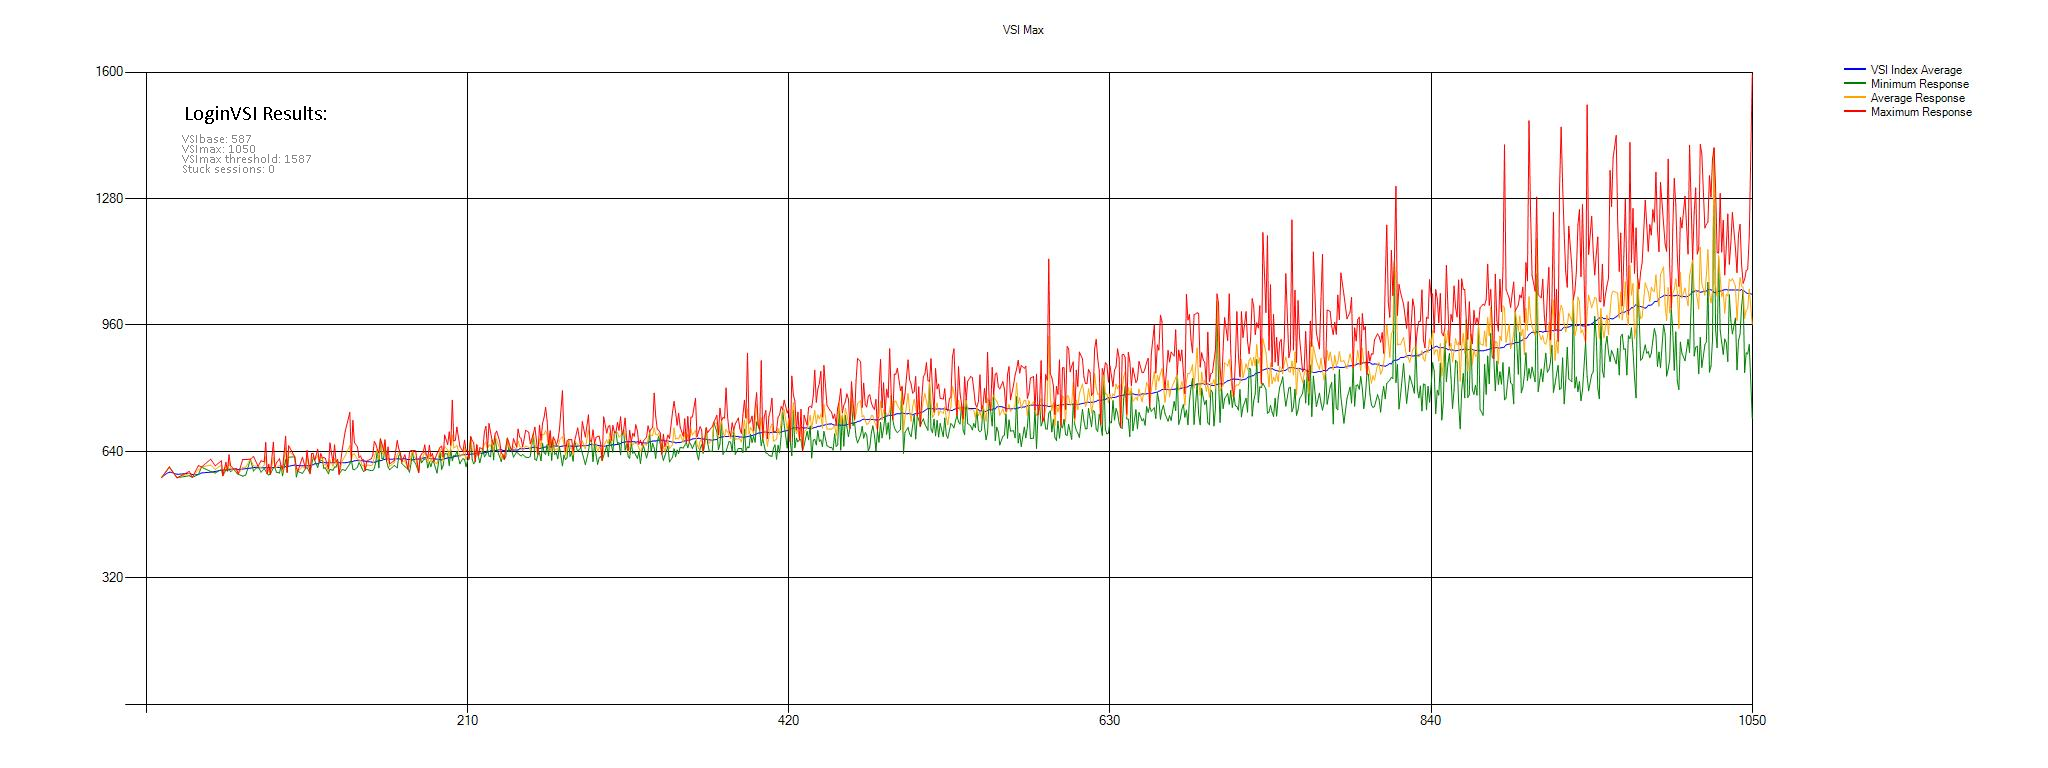 VSI Max
1600
1280
960
640
320
LoginVSI Results:
VSIbase: 587
VSImax: 1050
VSImax threshold: 1587
Stuck sessions: 0
VSI Index Average
Minimum Response
Average Response
Maximum Response
210 420 630 840 1050